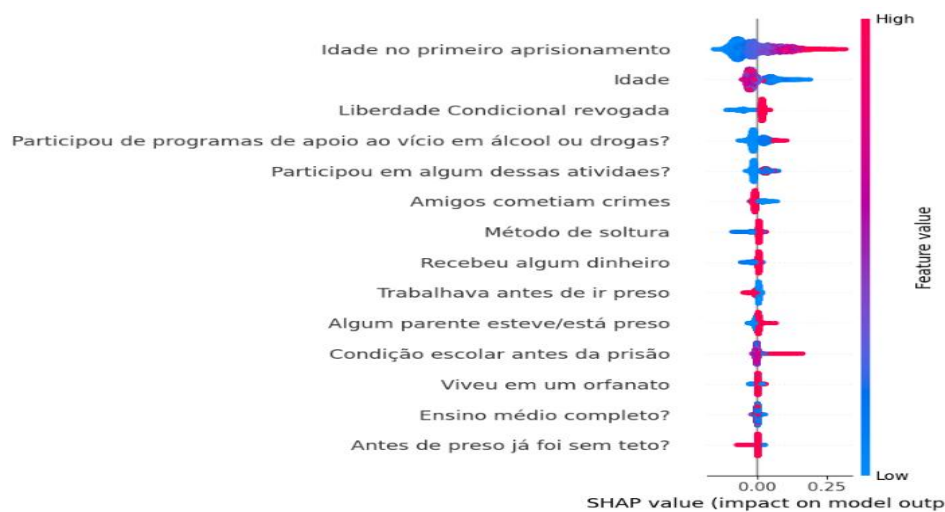 High
Idade no primeiro aprisionamento
Idade
Liberdade Condicional revogada
Participou de programas de apoio ao vício em álcool ou drogas?
Participou em algum dessas atividaes?
Amigos cometiam crimes
Método de soltura
Recebeu algum dinheiro
Trabalhava antes de ir preso
Algum parente esteve/está preso
Condição escolar antes da prisão
Viveu em um orfanato
Ensino médio completo?
Antes de preso já foi sem teto?
Feature value
Low
0.00 0.25
SHAP value (impact on model outp